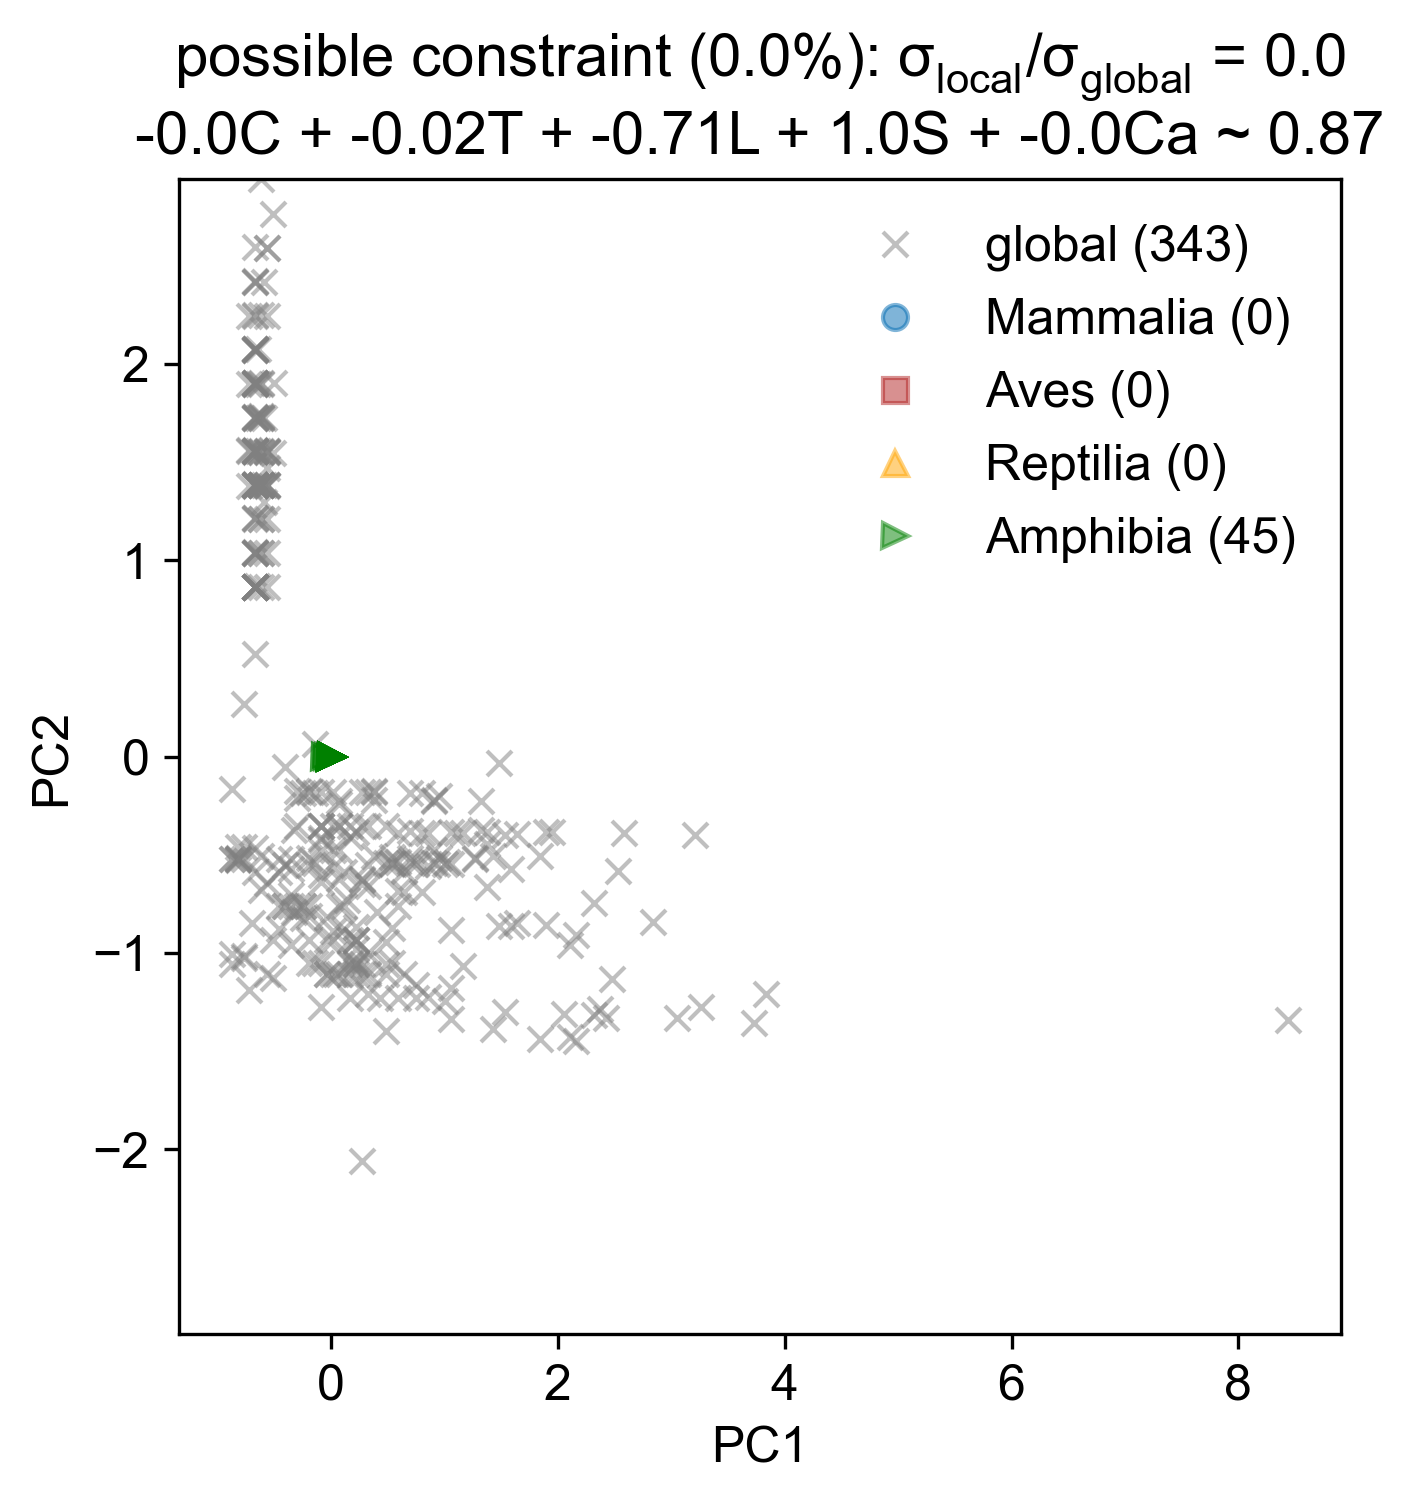 possible constraint (0.0%): σlocal/σglobal = 0.0
-0.0C + -0.02T + -0.71L + 1.0S + -0.0Ca ~ 0.87
global (343)
Mammalia (0)
Aves (0)
Reptilia (0)
Amphibia (45)
2
1
0
−1
−2
PC2
0 2 4 6 8
PC1